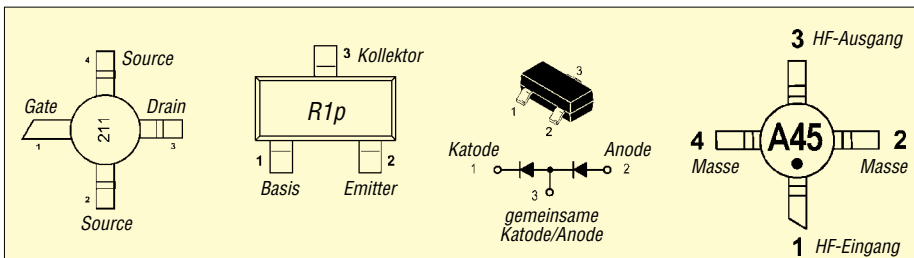 4 Source
Gate
Drain
211
1
3
2
Source
3 Kollektor
R1p
1
2
Basis
Emitter
3
1
2
Katode
Anode
1
2
3
gemeinsame
Katode/Anode
3 HF-Ausgang
A45
4
2
Masse
Masse
1 HF-Eingang